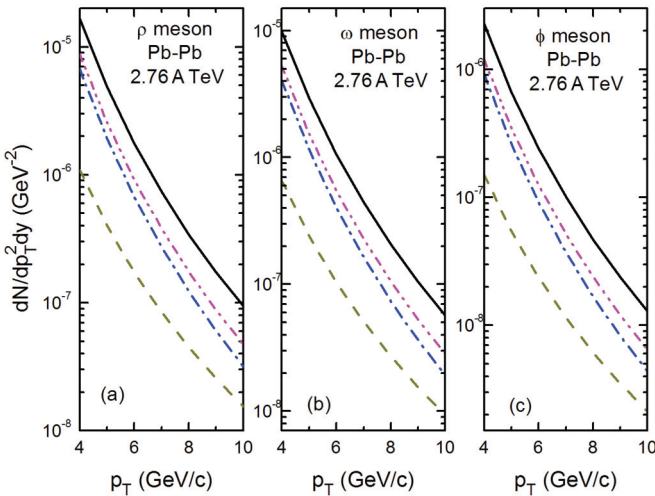 ρ meson
Pb-Pb
2.76 A TeV
ω meson
Pb-Pb
2.76 A TeV
ϕ meson
Pb-Pb
2.76 A TeV
10⁻⁵
10⁻⁶
10⁻⁷
10⁻⁸
10⁻⁵
10⁻⁶
10⁻⁷
10⁻⁸
10⁻⁶
10⁻⁷
10⁻⁸
dN/dp_T²dy (GeV⁻²)
(a)
(b)
(c)
4 6 8 10
4 6 8 10
4 6 8 10
p_T (GeV/c)
p_T (GeV/c)
p_T (GeV/c)